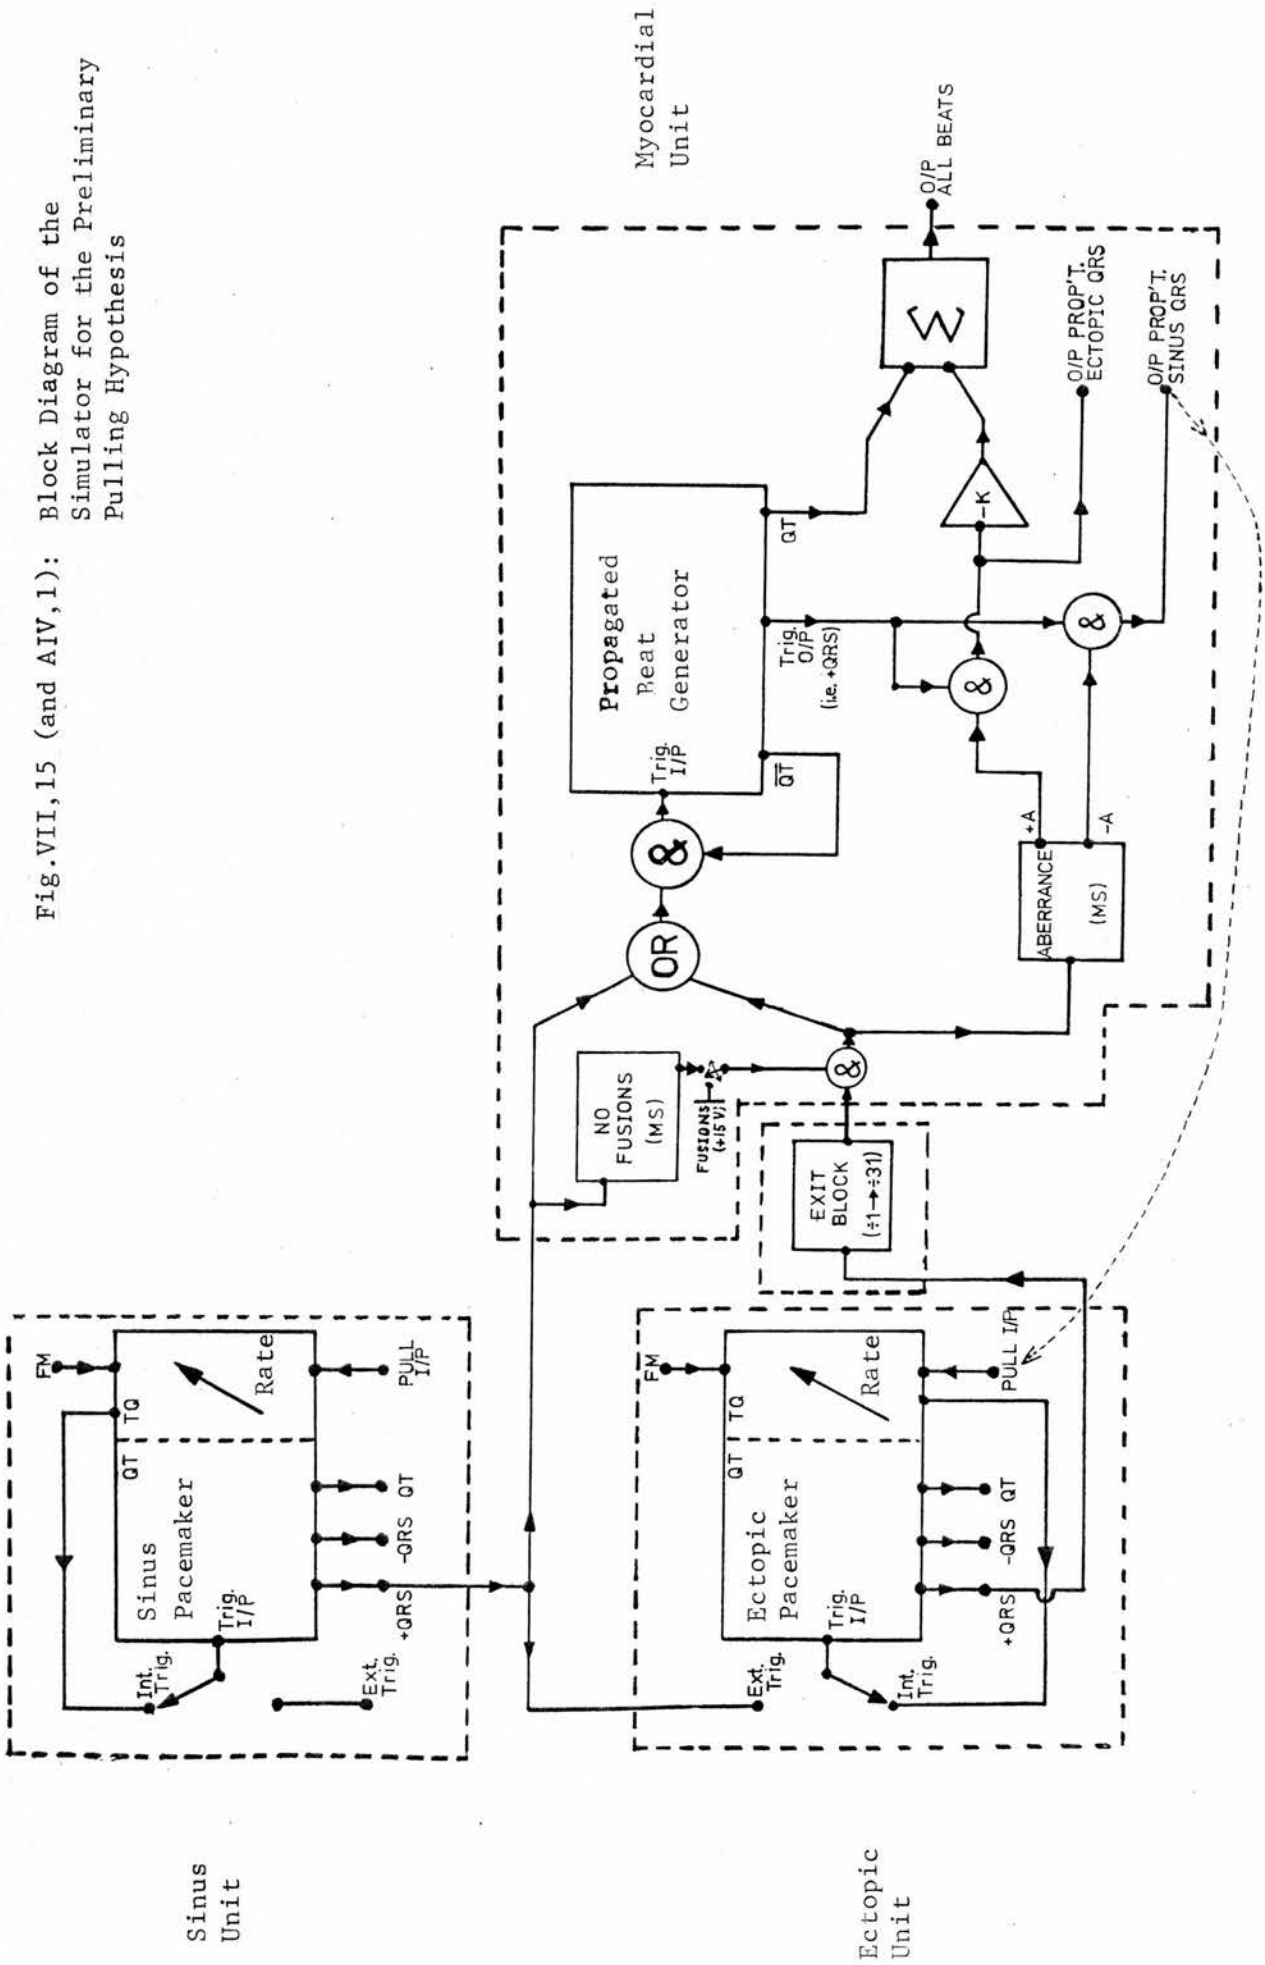 Fig.VII,15 (and AIV,1): Block Diagram of the
Simulator for the Preliminary
Pulling Hypothesis
Sinus
Unit
Int.
Trig.
Ext.
Trig.
Trig.
I/P
Sinus
Pacemaker
QT
TQ
FM
Rate
PULL
I/P
+QRS
-QRS
QT
Ectopic
Unit
Ext.
Trig.
Int.
Trig.
Trig.
I/P
Ectopic
Pacemaker
QT
TQ
FM
Rate
PULL I/P
+QRS
-QRS
QT
EXIT
BLOCK
(÷1→÷31)
Myocardial
Unit
NO
FUSIONS
(MS)
FUSIONS
(+15V)
&
OR
&
Trig.
I/P
Propagated
Beat
Generator
QT
Trig.
O/P
(i.e. +QRS)
Q̅T̅
ABERRANCE
(MS)
+A
-A
&
&
-K
Σ
O/P
ALL BEATS
O/P PROP'T.
ECTOPIC QRS
O/P PROP'T.
SINUS QRS